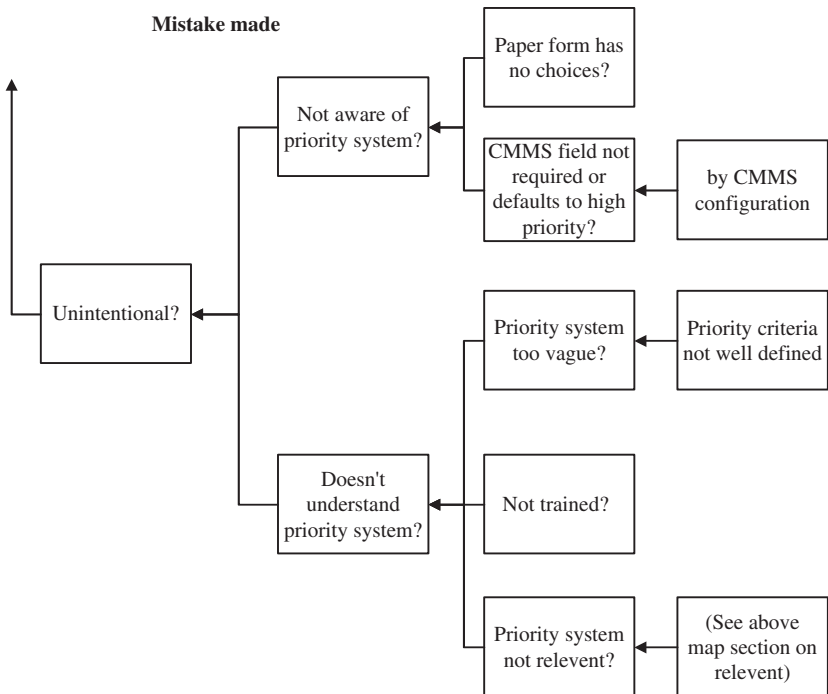 Mistake made
Paper form has
no choices?
Not aware of
priority system?
CMMS field not
required or
defaults to high
priority?
by CMMS
configuration
Unintentional?
Priority system
too vague?
Priority criteria
not well defined
Doesn't
understand
priority system?
Not trained?
Priority system
not relevent?
(See above
map section on
relevent)